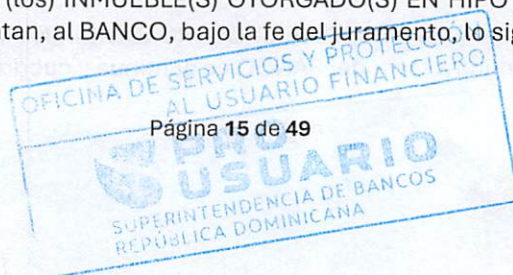 (los) INMUEBLE(S) OTORGADO(S) EN HIPO
tan, al BANCO, bajo la fe del juramento, lo sig
OFICINA DE SERVICIOS Y PROTECCIÓN
AL USUARIO FINANCIERO
Página 15 de 49
PRO
USUARIO
SUPERINTENDENCIA DE BANCOS
REPÚBLICA DOMINICANA